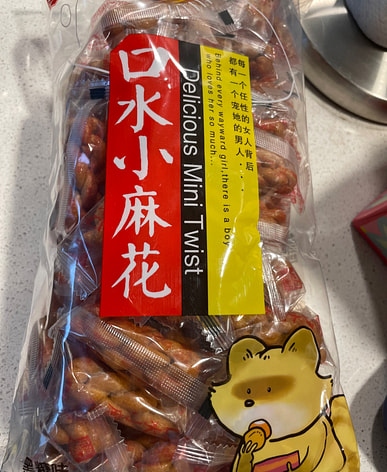 口水小麻花
Delicious Mini Twist
每一个任性的女人背后
都有一个宠她的男人...
Behind every wayward girl,there is a boy
who loves her so much...